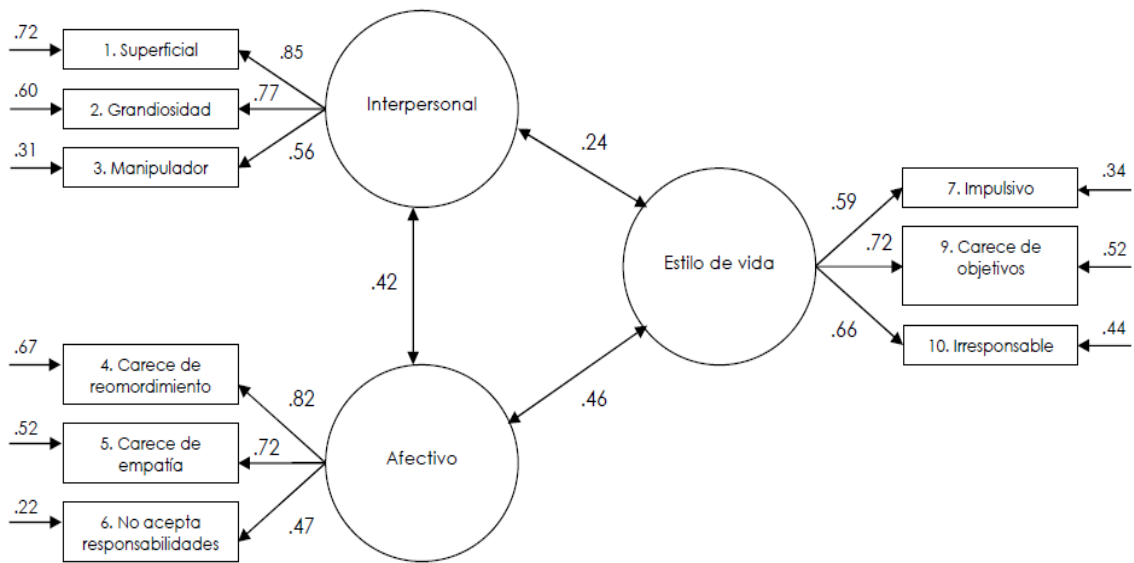 .72
1. Superficial
.85
.60
2. Grandiosidad
.77
.31
3. Manipulador
.56
Interpersonal
.24
.42
Estilo de vida
.59
7. Impulsivo
.34
.72
9. Carece de
objetivos
.52
.66
10. Irresponsable
.44
.46
.67
4. Carece de
reomordimiento
.82
.52
5. Carece de
empatía
.72
.22
6. No acepta
responsabilidades
.47
Afectivo